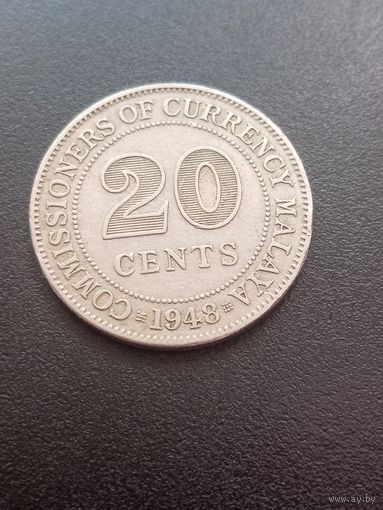 COMMISSIONERS OF CURRENCY MALAYA
20
CENTS
1948
www.ay.by